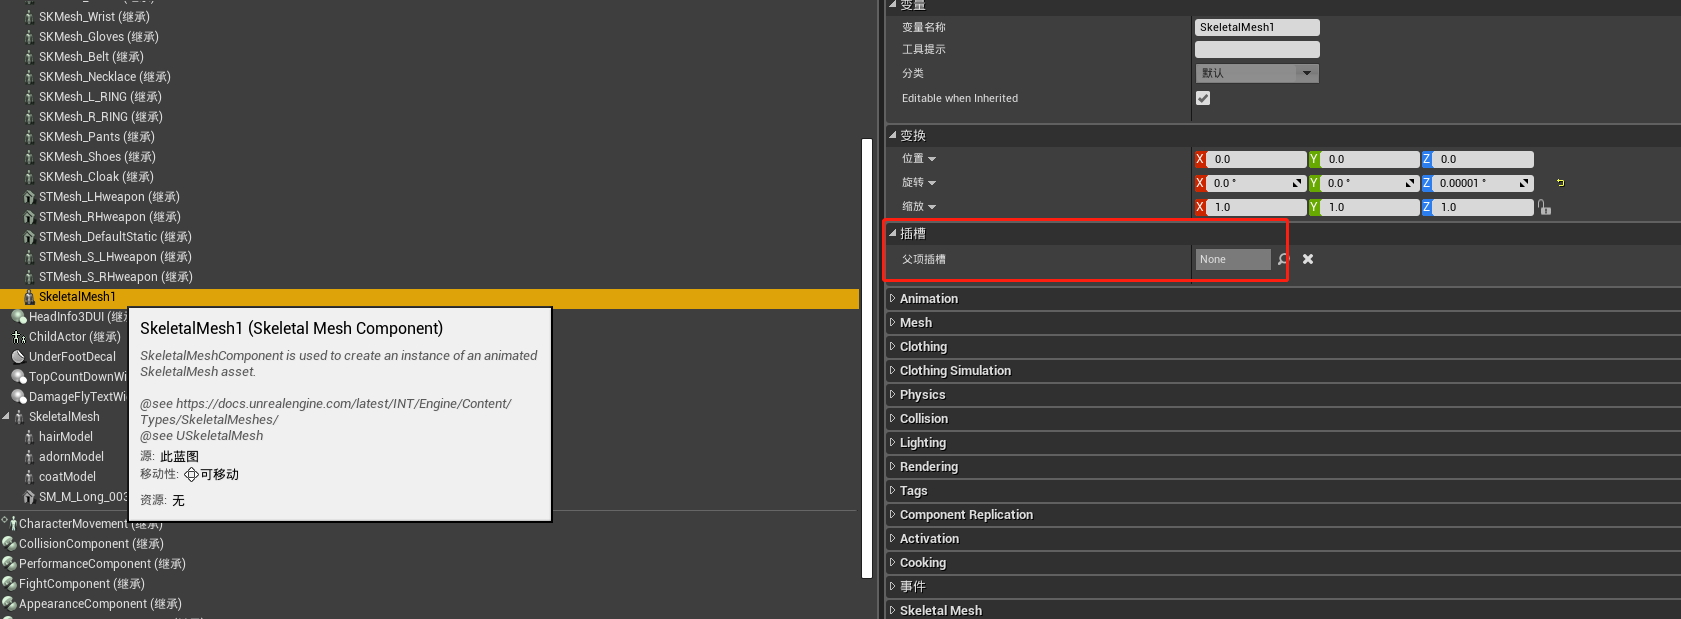 SKMesh_Wrist (继承)
SKMesh_Gloves (继承)
SKMesh_Belt (继承)
SKMesh_Necklace (继承)
SKMesh_L_RING (继承)
SKMesh_R_RING (继承)
SKMesh_Pants (继承)
SKMesh_Shoes (继承)
SKMesh_Cloak (继承)
STMesh_LHweapon (继承)
STMesh_RHweapon (继承)
STMesh_DefaultStatic (继承)
STMesh_S_LHweapon (继承)
STMesh_S_RHweapon (继承)
SkeletalMesh1
HeadInfo3DUI (继
ChildActor (继承)
UnderFootDecal
TopCountDownWi
DamageFlyTextWi
SkeletalMesh
hairModel
adornModel
coatModel
SM_M_Long_003
CharacterMovement (继承)
CollisionComponent (继承)
PerformanceComponent (继承)
FightComponent (继承)
AppearanceComponent (继承)
SkeletalMesh1 (Skeletal Mesh Component)
SkeletalMeshComponent is used to create an instance of an animated
SkeletalMesh asset.
@see https://docs.unrealengine.com/latest/INT/Engine/Content/
Types/SkeletalMeshes/
@see USkeletalMesh
源: 此蓝图
移动性: 可移动
资源: 无
变量
变量名称 SkeletalMesh1
工具提示
分类 默认
Editable when Inherited
变换
位置 X 0.0 Y 0.0 Z 0.0
旋转 X 0.0 ° Y 0.0 ° Z 0.00001 °
缩放 X 1.0 Y 1.0 Z 1.0
插槽
父项插槽 None
Animation
Mesh
Clothing
Clothing Simulation
Physics
Collision
Lighting
Rendering
Tags
Component Replication
Activation
Cooking
事件
Skeletal Mesh